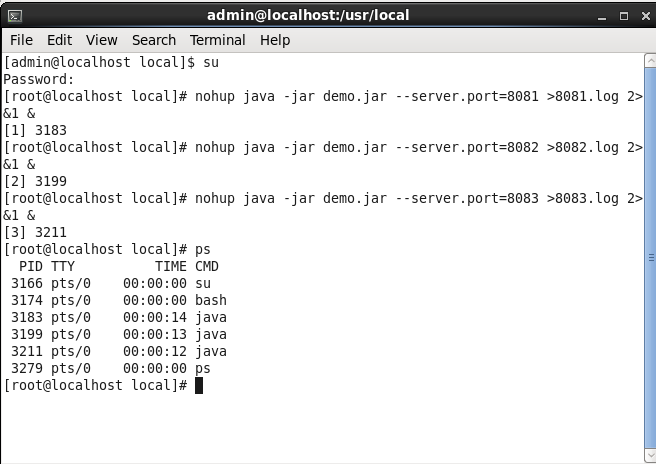 admin@localhost:/usr/local
File Edit View Search Terminal Help
[admin@localhost local]$ su
Password:
[root@localhost local]# nohup java -jar demo.jar --server.port=8081 >8081.log 2>
&1 &
[1] 3183
[root@localhost local]# nohup java -jar demo.jar --server.port=8082 >8082.log 2>
&1 &
[2] 3199
[root@localhost local]# nohup java -jar demo.jar --server.port=8083 >8083.log 2>
&1 &
[3] 3211
[root@localhost local]# ps
  PID TTY          TIME CMD
 3166 pts/0    00:00:00 su
 3174 pts/0    00:00:00 bash
 3183 pts/0    00:00:14 java
 3199 pts/0    00:00:13 java
 3211 pts/0    00:00:12 java
 3279 pts/0    00:00:00 ps
[root@localhost local]#